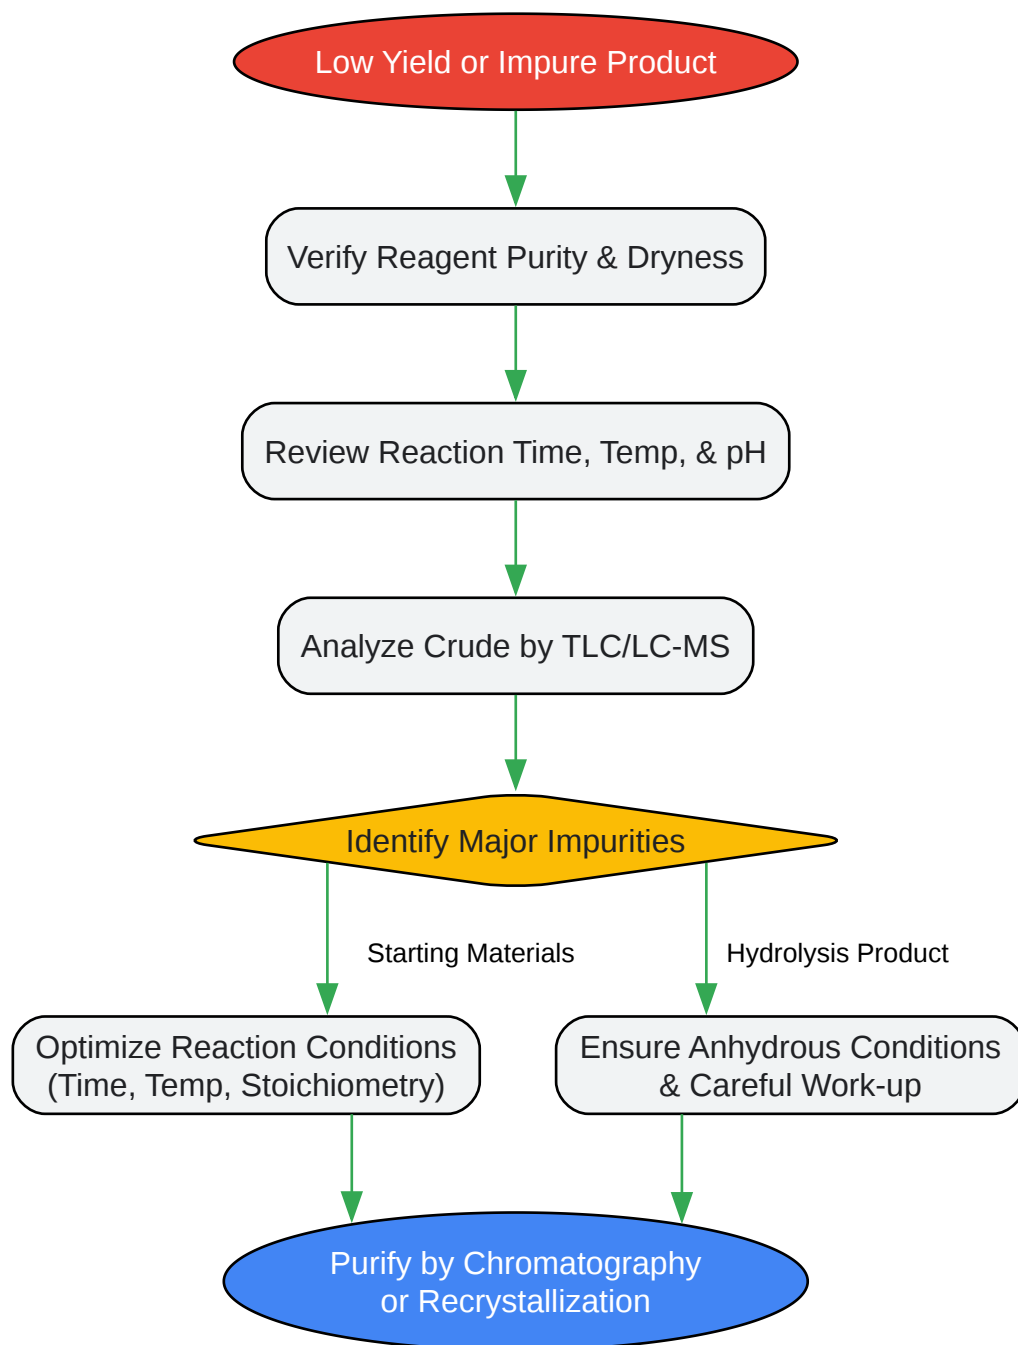 Low Yield or Impure Product
Verify Reagent Purity & Dryness
Review Reaction Time, Temp, & pH
Analyze Crude by TLC/LC-MS
Identify Major Impurities
Starting Materials
Hydrolysis Product
Optimize Reaction Conditions
(Time, Temp, Stoichiometry)
Ensure Anhydrous Conditions
& Careful Work-up
Purify by Chromatography
or Recrystallization